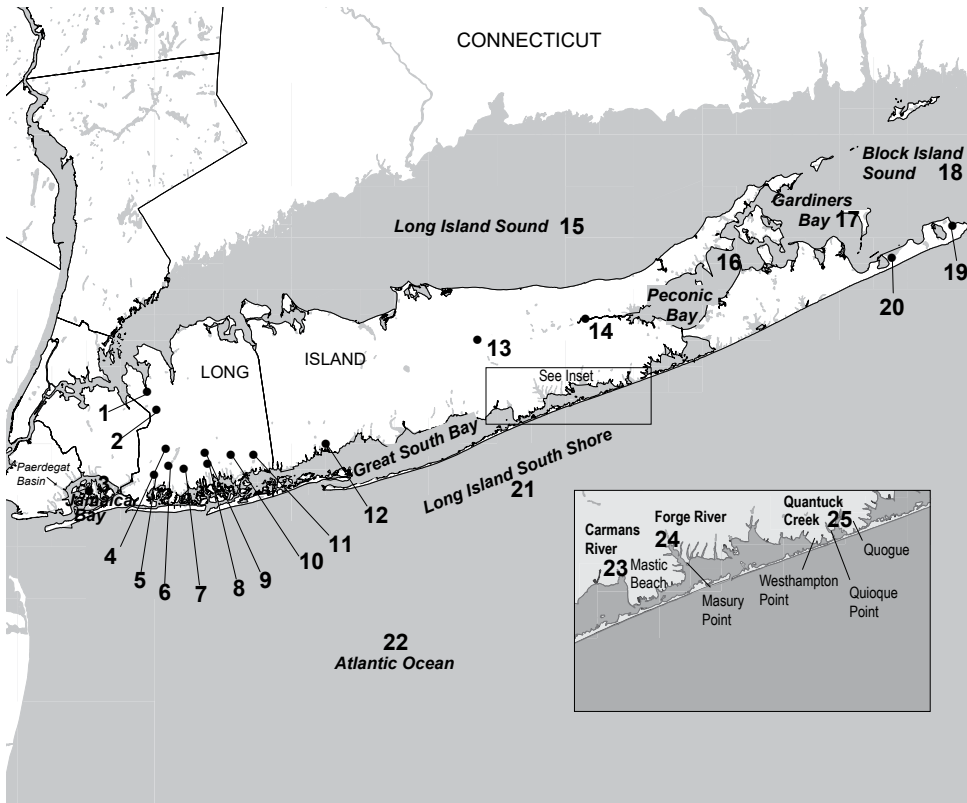 CONNECTICUT
Block Island
Sound 18
Gardiners
Bay 17
Long Island Sound 15
16
19
20
Peconic
Bay
14
13
ISLAND
LONG
See Inset
1
2
Great South Bay
Long Island South Shore
21
Paerdegat
Basin
3
Jamaica
Bay
12
11
10
4
5
6
7
8
9
22
Atlantic Ocean
Quantuck
Creek 25
Forge River
24
Carmans
River
23
Mastic
Beach
Quogue
Westhampton
Point
Quioque
Point
Masury
Point